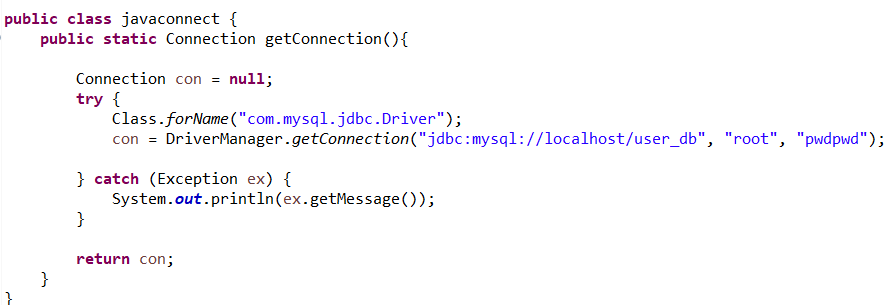 public class javaconnect {
public static Connection getConnection(){
Connection con = null;
try {
Class.forName("com.mysql.jdbc.Driver");
con = DriverManager.getConnection("jdbc:mysql://localhost/user_db", "root", "pwdpwd");
} catch (Exception ex) {
System.out.println(ex.getMessage());
}
return con;
}
}